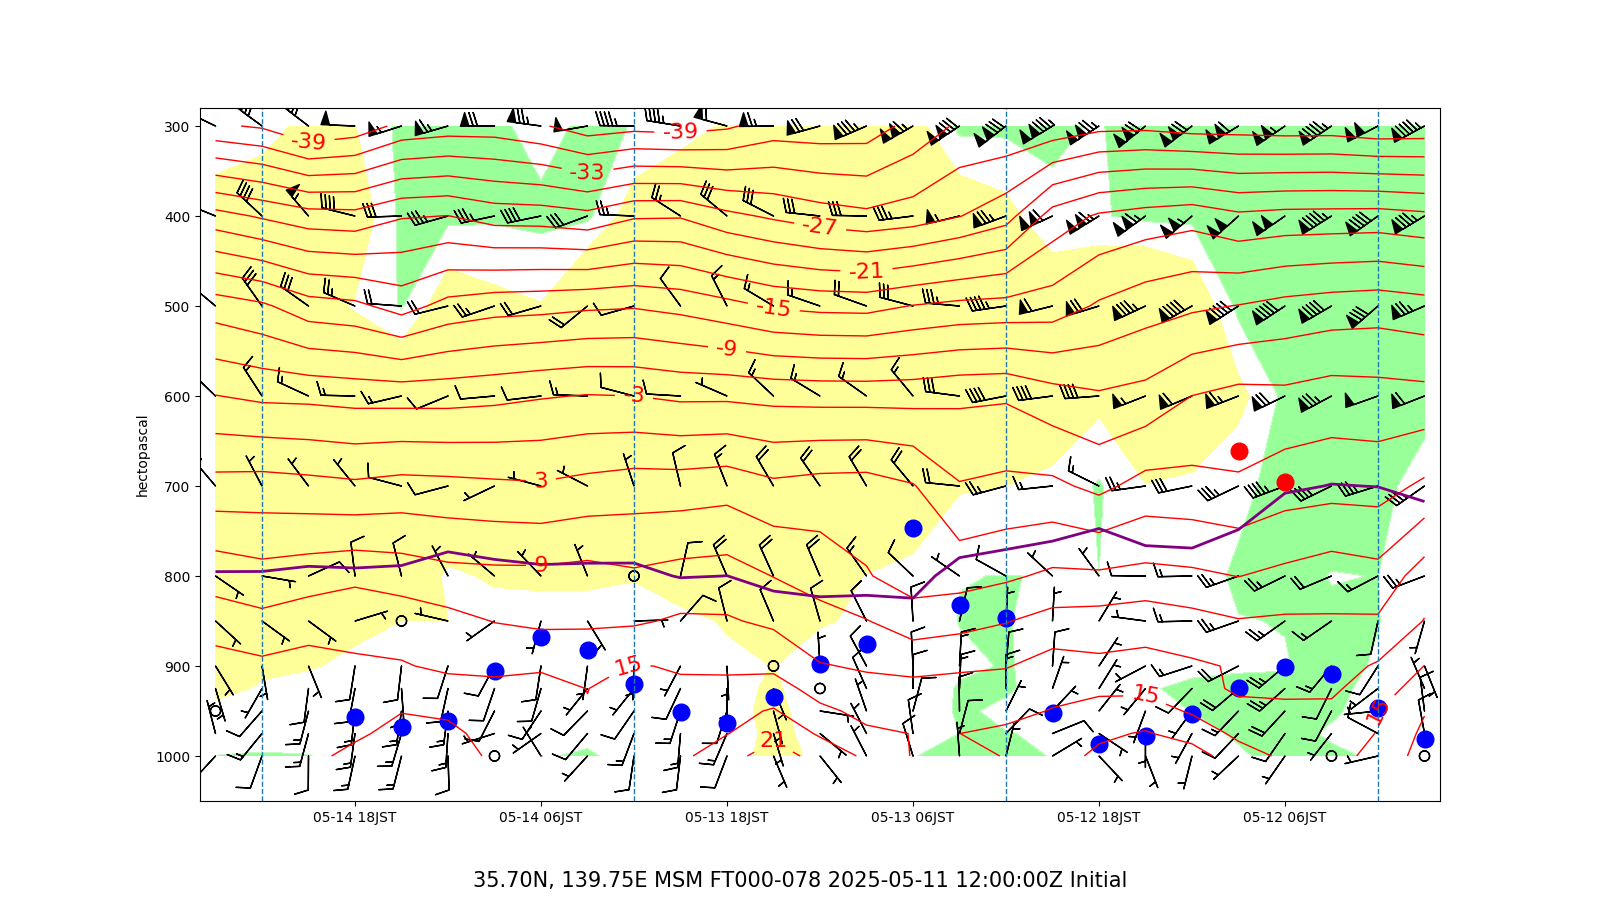 300
400
500
600
700
800
900
1000
hectopascal
-39
-39
-33
-27
-21
-15
-9
-3
3
9
15
15
15
21
05-14 18JST
05-14 06JST
05-13 18JST
05-13 06JST
05-12 18JST
05-12 06JST
35.70N, 139.75E MSM FT000-078 2025-05-11 12:00:00Z Initial